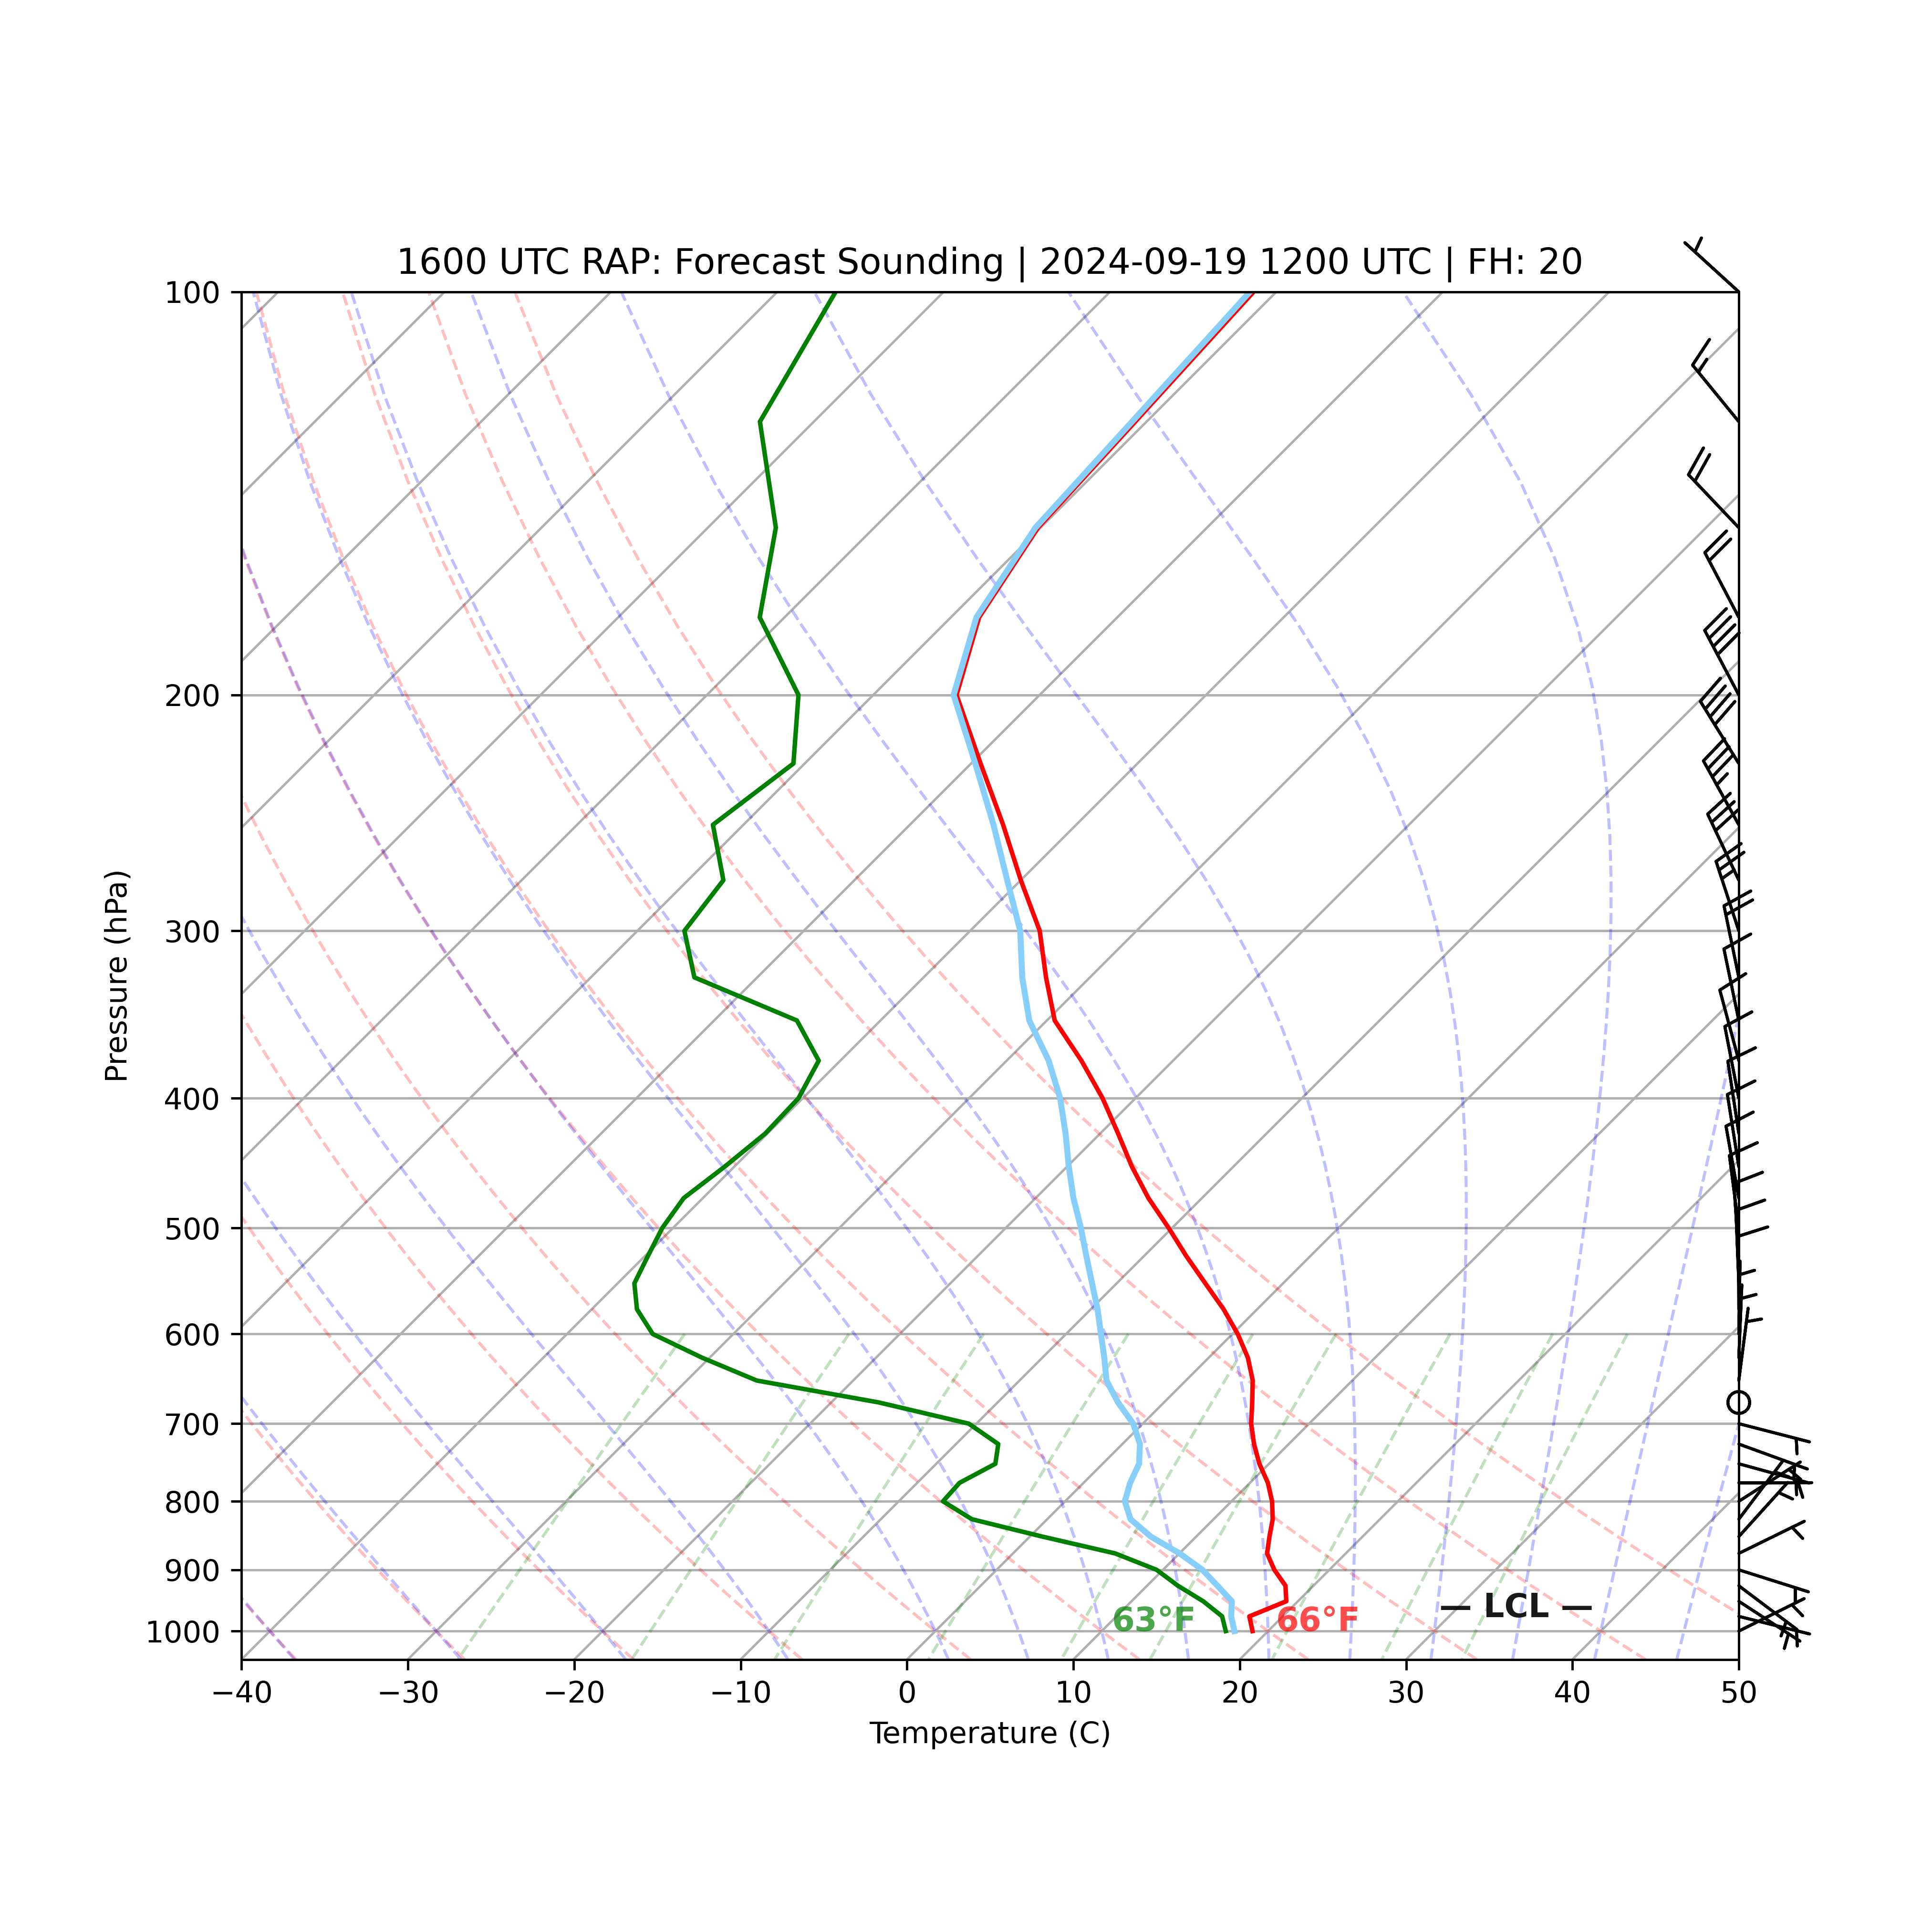 1600 UTC RAP: Forecast Sounding | 2024-09-19 1200 UTC | FH: 20
100
200
300
400
500
600
700
800
900
1000
Pressure (hPa)
63°F
66°F
— LCL —
−40 −30 −20 −10 0 10 20 30 40 50
Temperature (C)